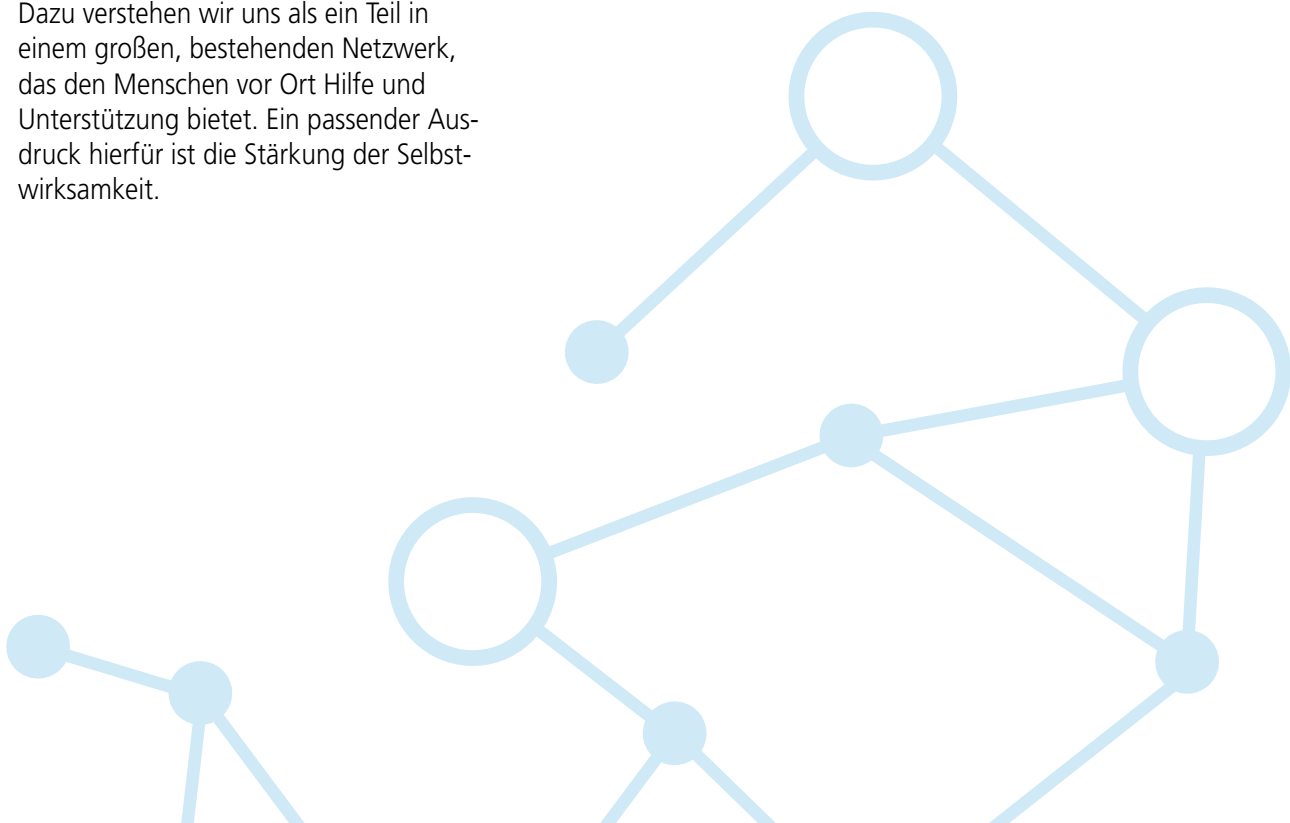 Dazu verstehen wir uns als ein Teil in
einem großen, bestehenden Netzwerk,
das den Menschen vor Ort Hilfe und
Unterstützung bietet. Ein passender Aus-
druck hierfür ist die Stärkung der Selbst-
wirksamkeit.